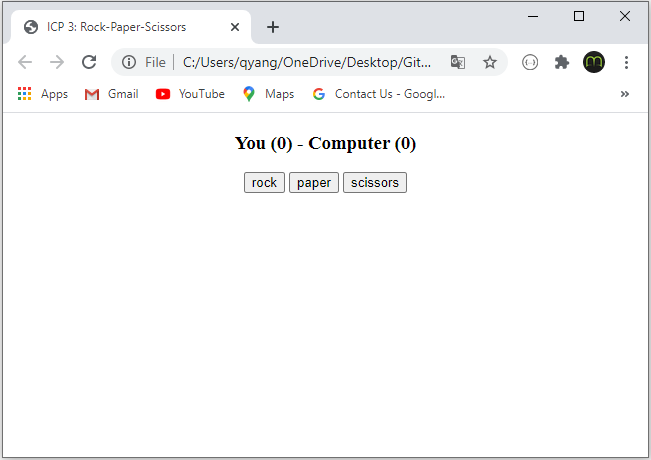 ICP 3: Rock-Paper-Scissors
File C:/Users/qyang/OneDrive/Desktop/Git...
Apps Gmail YouTube Maps Contact Us - Googl... »
You (0) - Computer (0)
rock paper scissors